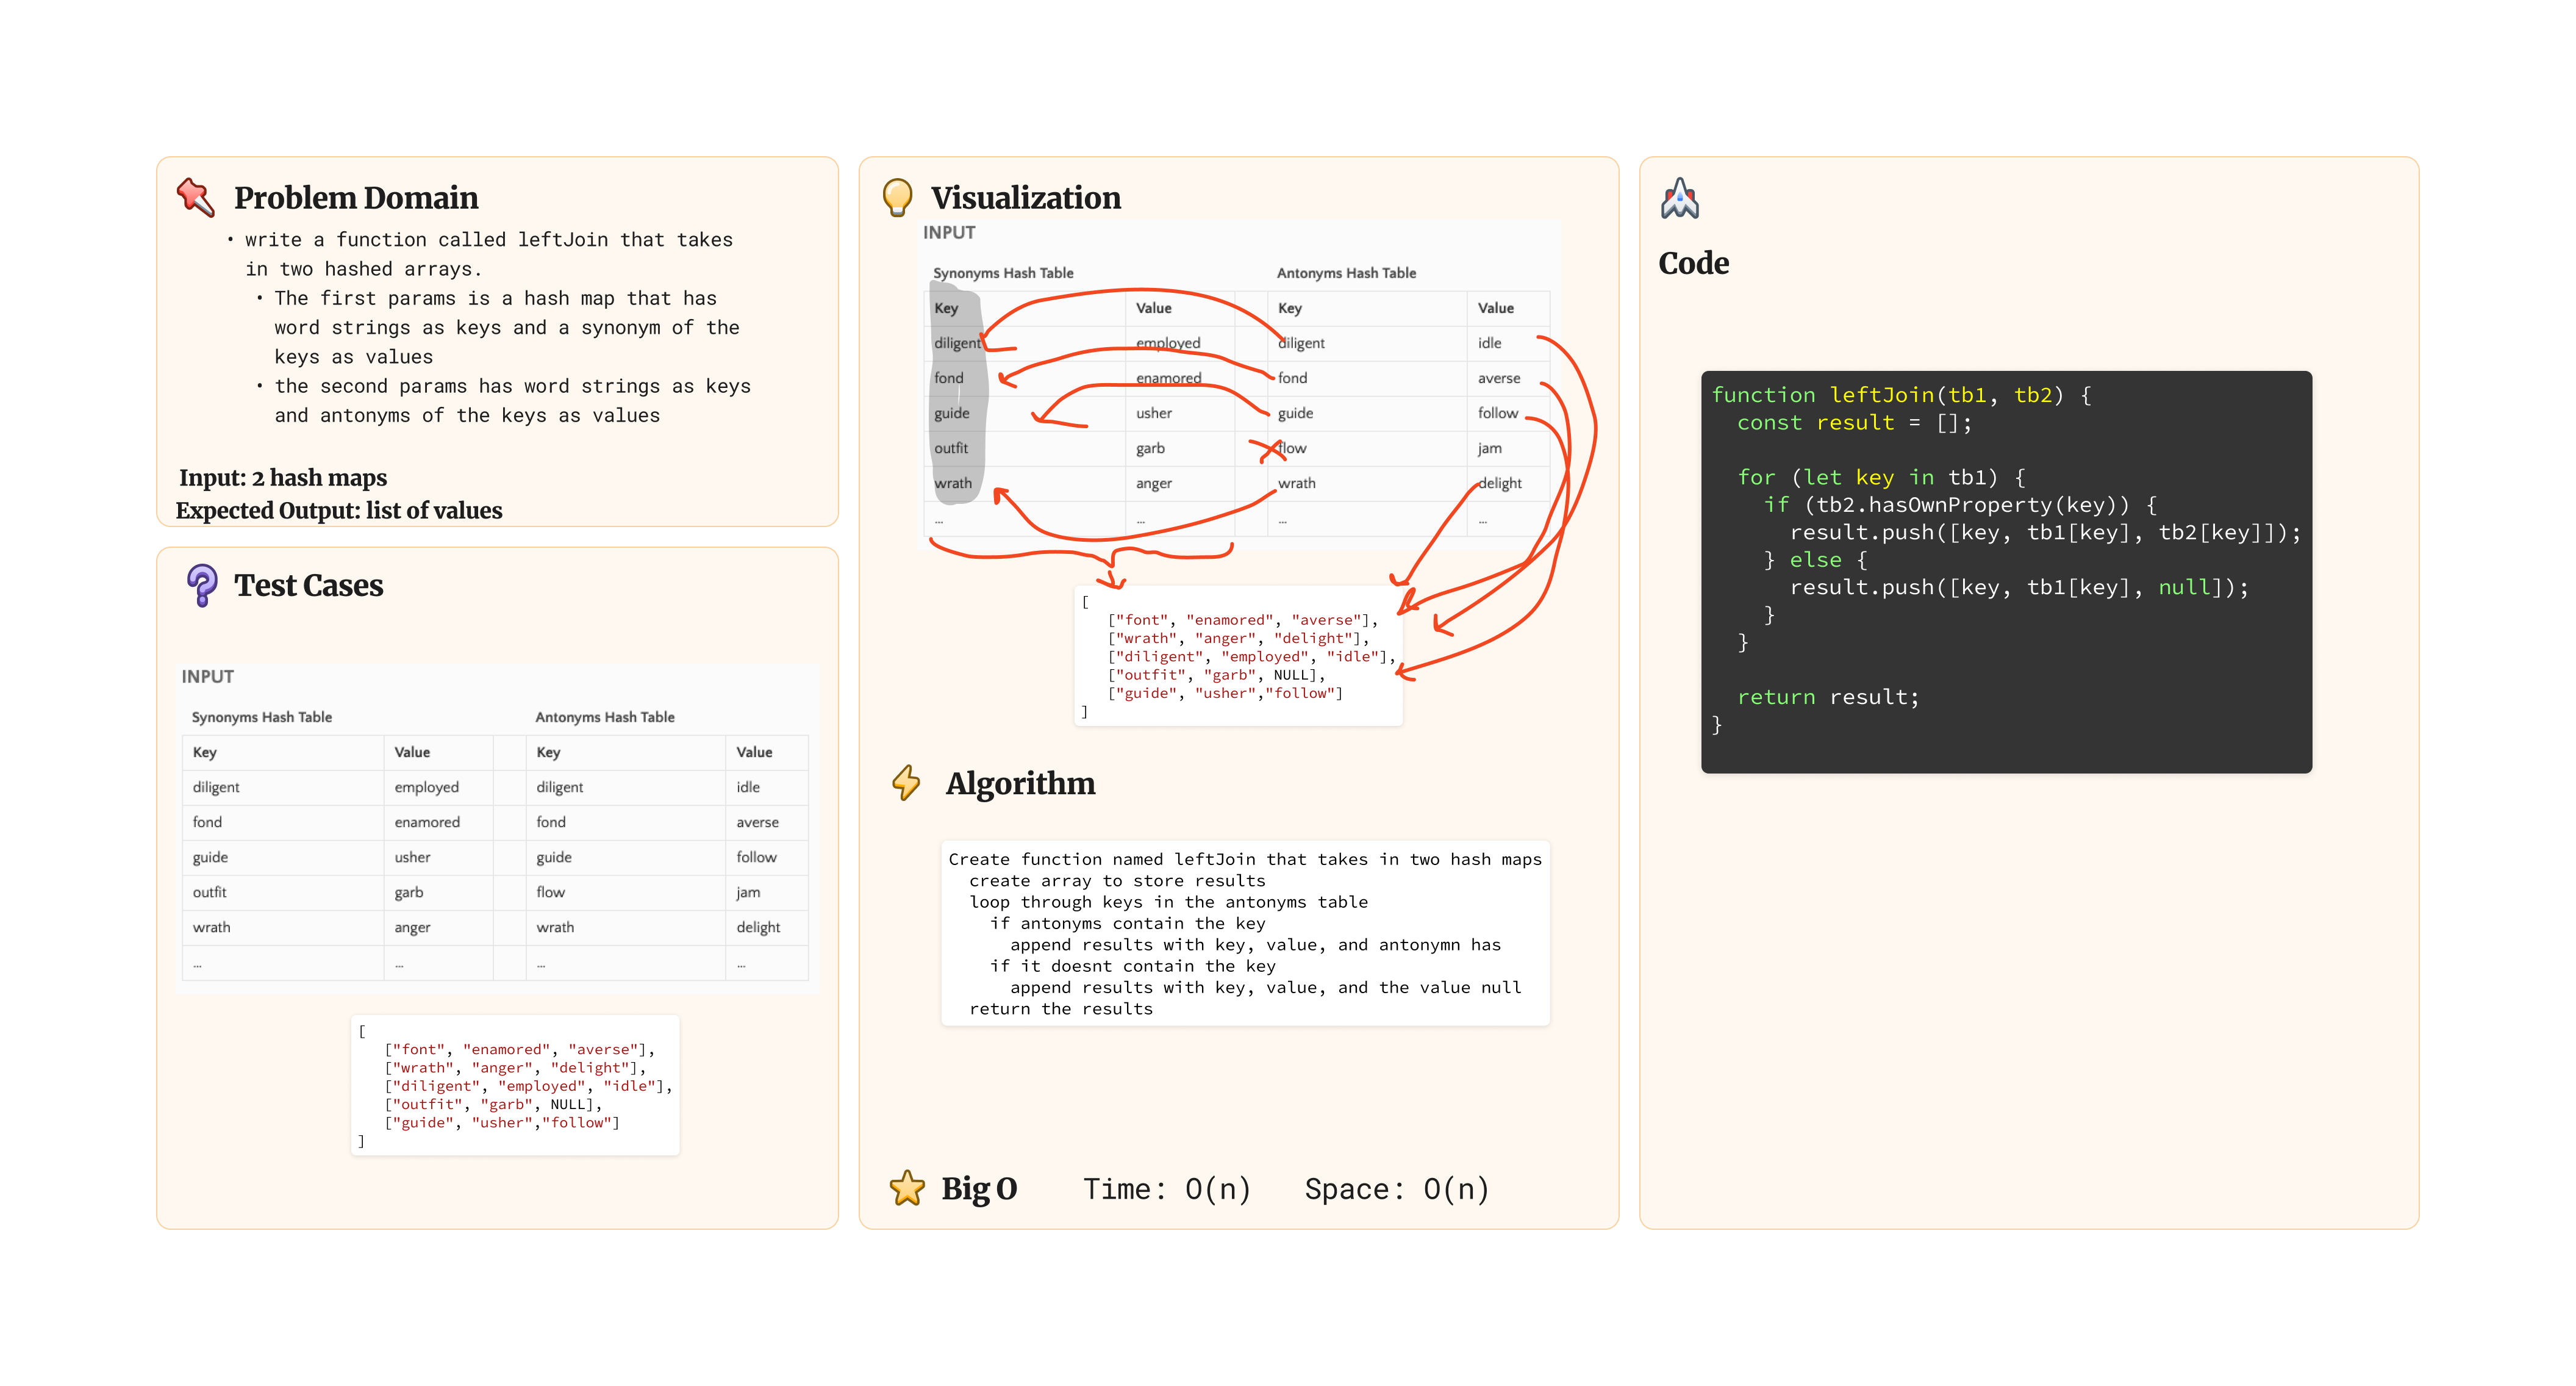 Problem Domain
• write a function called leftJoin that takes
in two hashed arrays.
• The first params is a hash map that has
word strings as keys and a synonym of the
keys as values
• the second params has word strings as keys
and antonyms of the keys as values
Input: 2 hash maps
Expected Output: list of values
Test Cases
INPUT
Synonyms Hash Table Antonyms Hash Table
Key Value Key Value
diligent employed diligent idle
fond enamored fond averse
guide usher guide follow
outfit garb flow jam
wrath anger wrath delight
... ... ... ...
[
["font", "enamored", "averse"],
["wrath", "anger", "delight"],
["diligent", "employed", "idle"],
["outfit", "garb", NULL],
["guide", "usher","follow"]
]
Visualization
INPUT
Synonyms Hash Table Antonyms Hash Table
Key Value Key Value
diligent employed diligent idle
fond enamored fond averse
guide usher guide follow
outfit garb flow jam
wrath anger wrath delight
... ... ... ...
[
["font", "enamored", "averse"],
["wrath", "anger", "delight"],
["diligent", "employed", "idle"],
["outfit", "garb", NULL],
["guide", "usher","follow"]
]
Algorithm
Create function named leftJoin that takes in two hash maps
create array to store results
loop through keys in the antonyms table
if antonyms contain the key
append results with key, value, and antonymn has
if it doesnt contain the key
append results with key, value, and the value null
return the results
Big O Time: O(n) Space: O(n)
Code
function leftJoin(tb1, tb2) {
const result = [];
for (let key in tb1) {
if (tb2.hasOwnProperty(key)) {
result.push([key, tb1[key], tb2[key]]);
} else {
result.push([key, tb1[key], null]);
}
}
return result;
}